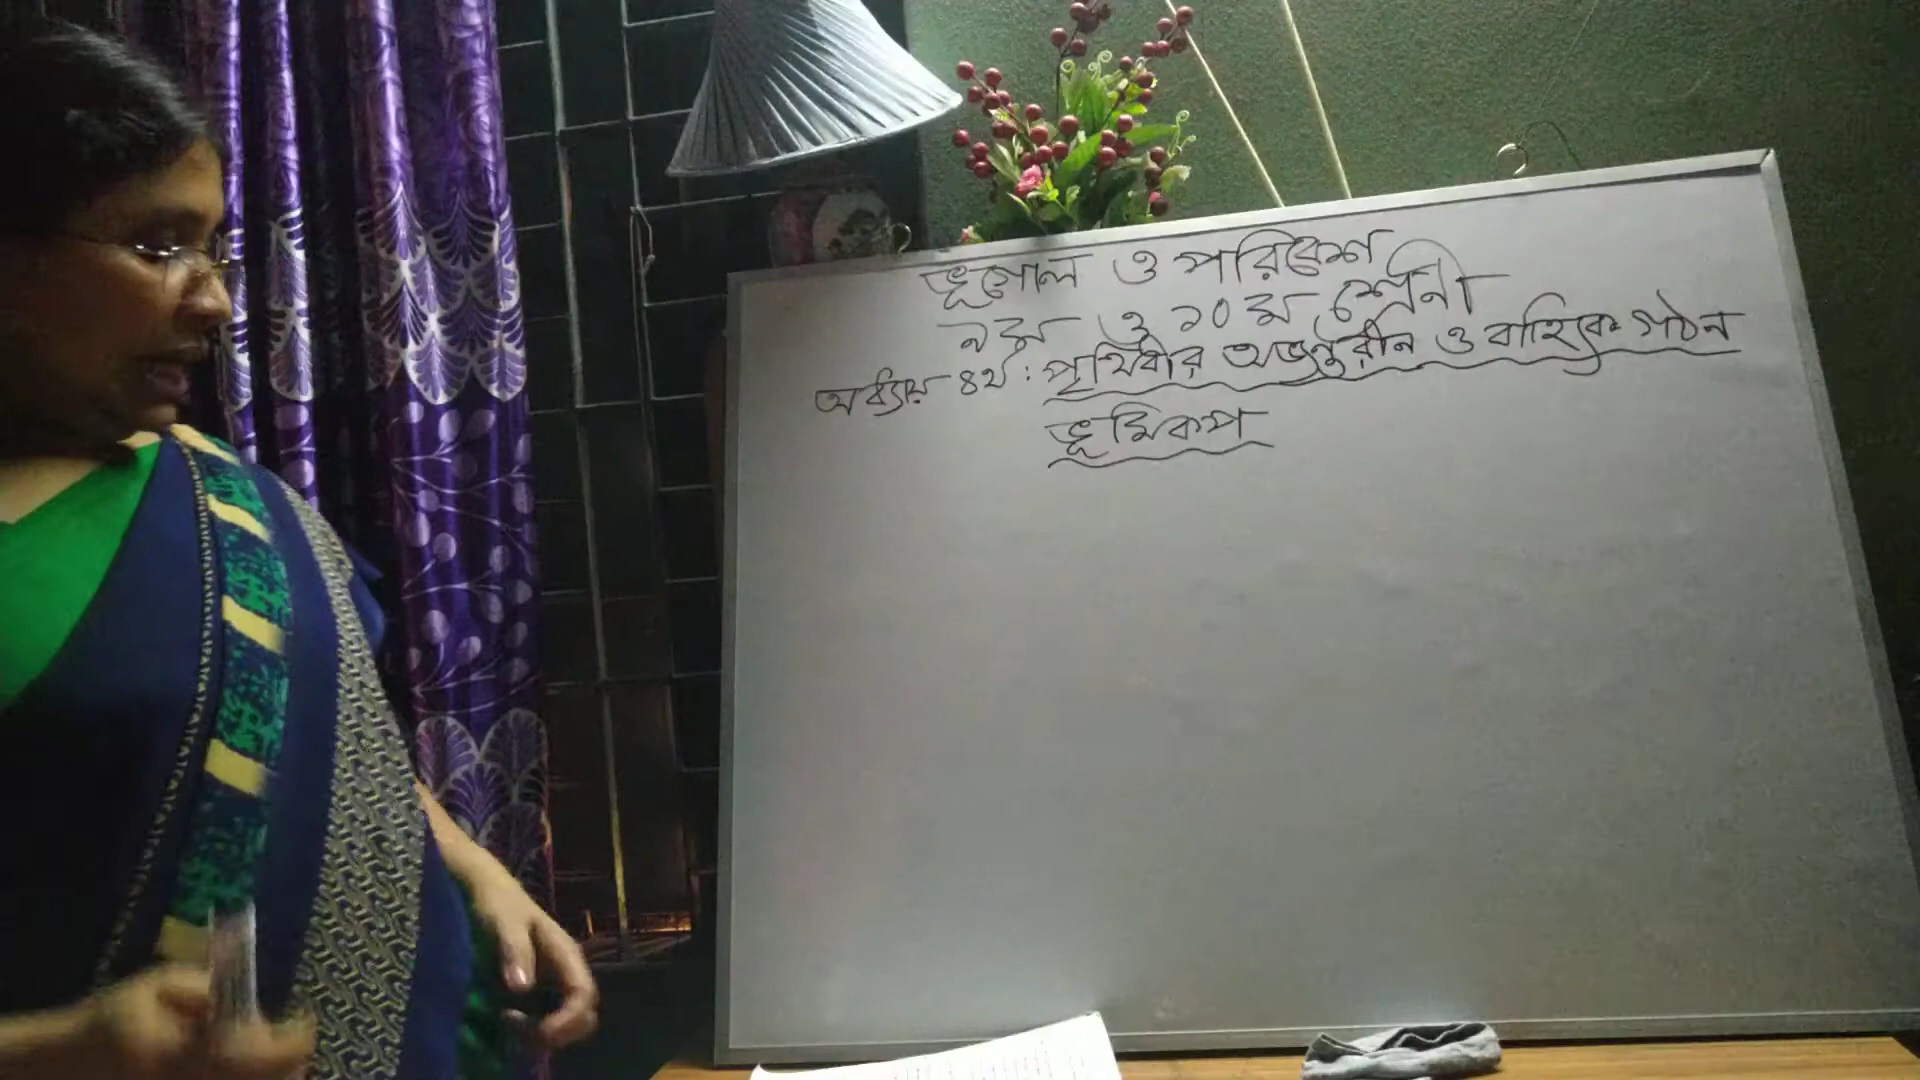 ভূগোল ও পরিবেশ
৯ম ও ১০ম শ্রেনী
অধ্যায় ৪র্থ : পৃথিবীর অভ্যন্তরীন ও বাহ্যিক গঠন
ভূমিকম্প